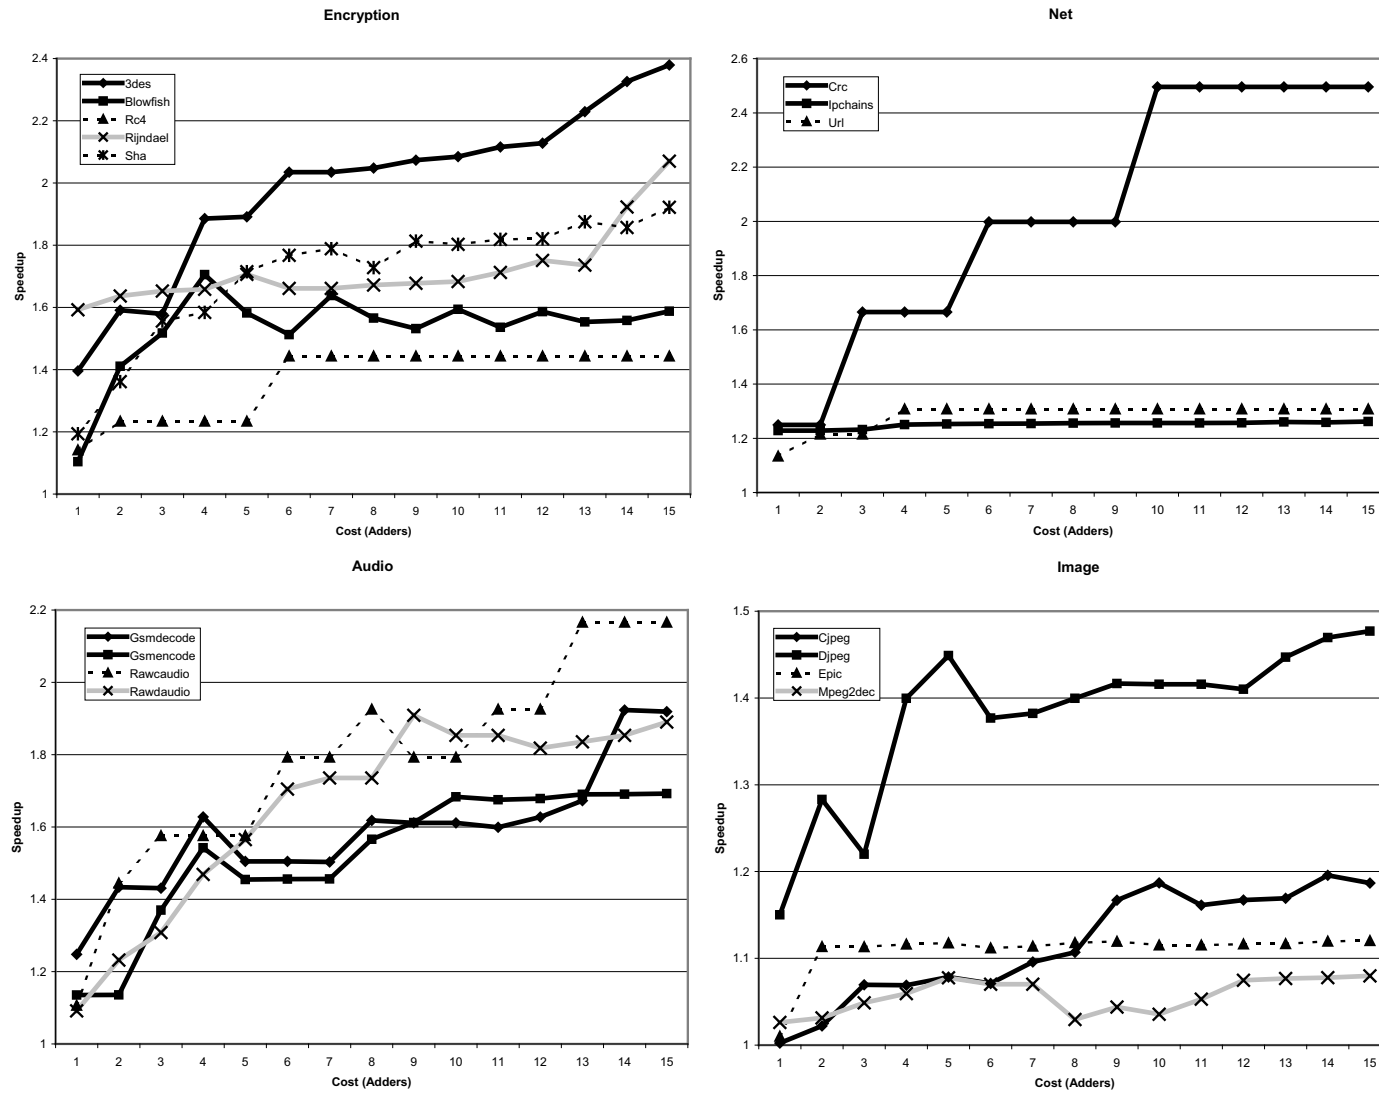 Encryption
2.4
2.2
2
1.8
1.6
1.4
1.2
1
Speedup
3des
Blowfish
Rc4
Rijndael
Sha
1 2 3 4 5 6 7 8 9 10 11 12 13 14 15
Cost (Adders)
Net
2.6
2.4
2.2
2
1.8
1.6
1.4
1.2
1
Speedup
Crc
Ipchains
Url
1 2 3 4 5 6 7 8 9 10 11 12 13 14 15
Cost (Adders)
Audio
2.2
2
1.8
1.6
1.4
1.2
1
Speedup
Gsmdecode
Gsmencode
Rawcaudio
Rawdaudio
1 2 3 4 5 6 7 8 9 10 11 12 13 14 15
Cost (Adders)
Image
1.5
1.4
1.3
1.2
1.1
1
Speedup
Cjpeg
Djpeg
Epic
Mpeg2dec
1 2 3 4 5 6 7 8 9 10 11 12 13 14 15
Cost (Adders)